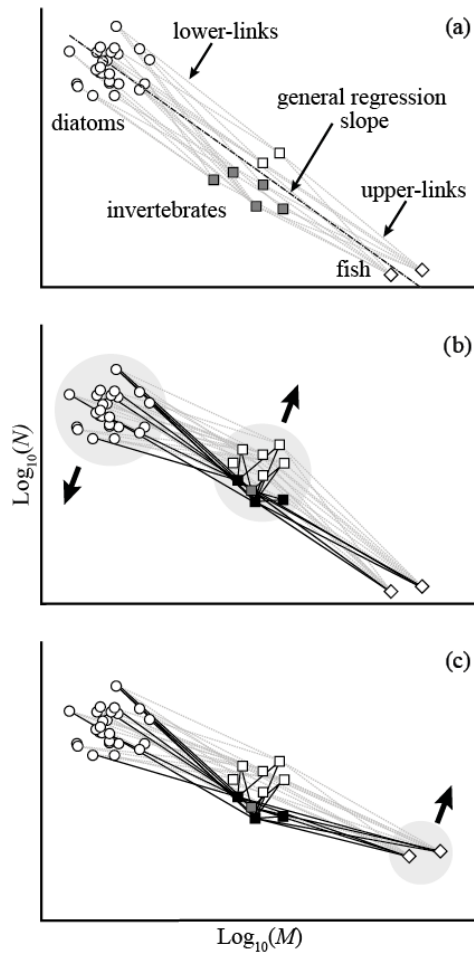 (a)
lower-links
general regression
slope
diatoms
upper-links
invertebrates
fish
(b)
Log10(N)
(c)
Log10(M)